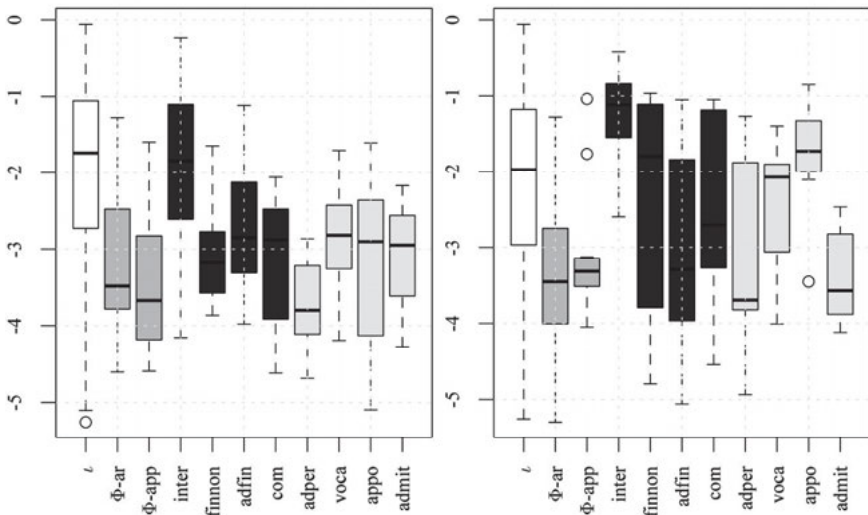 0
-1
-2
-3
-4
-5
ι
Φ-ar
Φ-app
inter
finnon
adfin
com
adper
voca
appo
admit
0
-1
-2
-3
-4
-5
ι
Φ-ar
Φ-app
inter
finnon
adfin
com
adper
voca
appo
admit